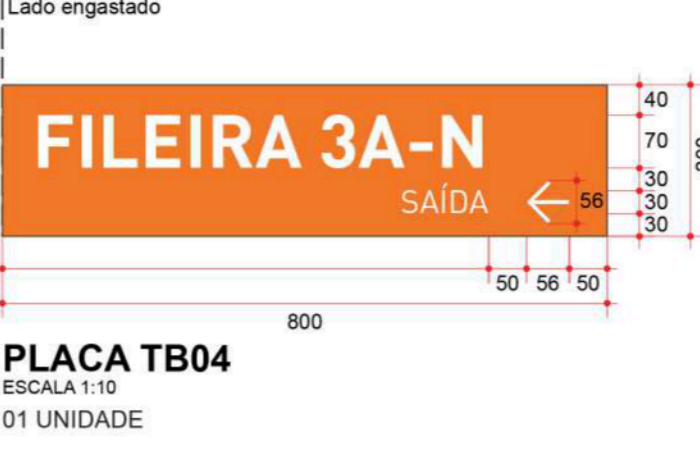 Lado engastado
FILEIRA 3A-N
SAÍDA
56
40
70
30
30
30
50 56 50
800
PLACA TB04
ESCALA 1:10
01 UNIDADE